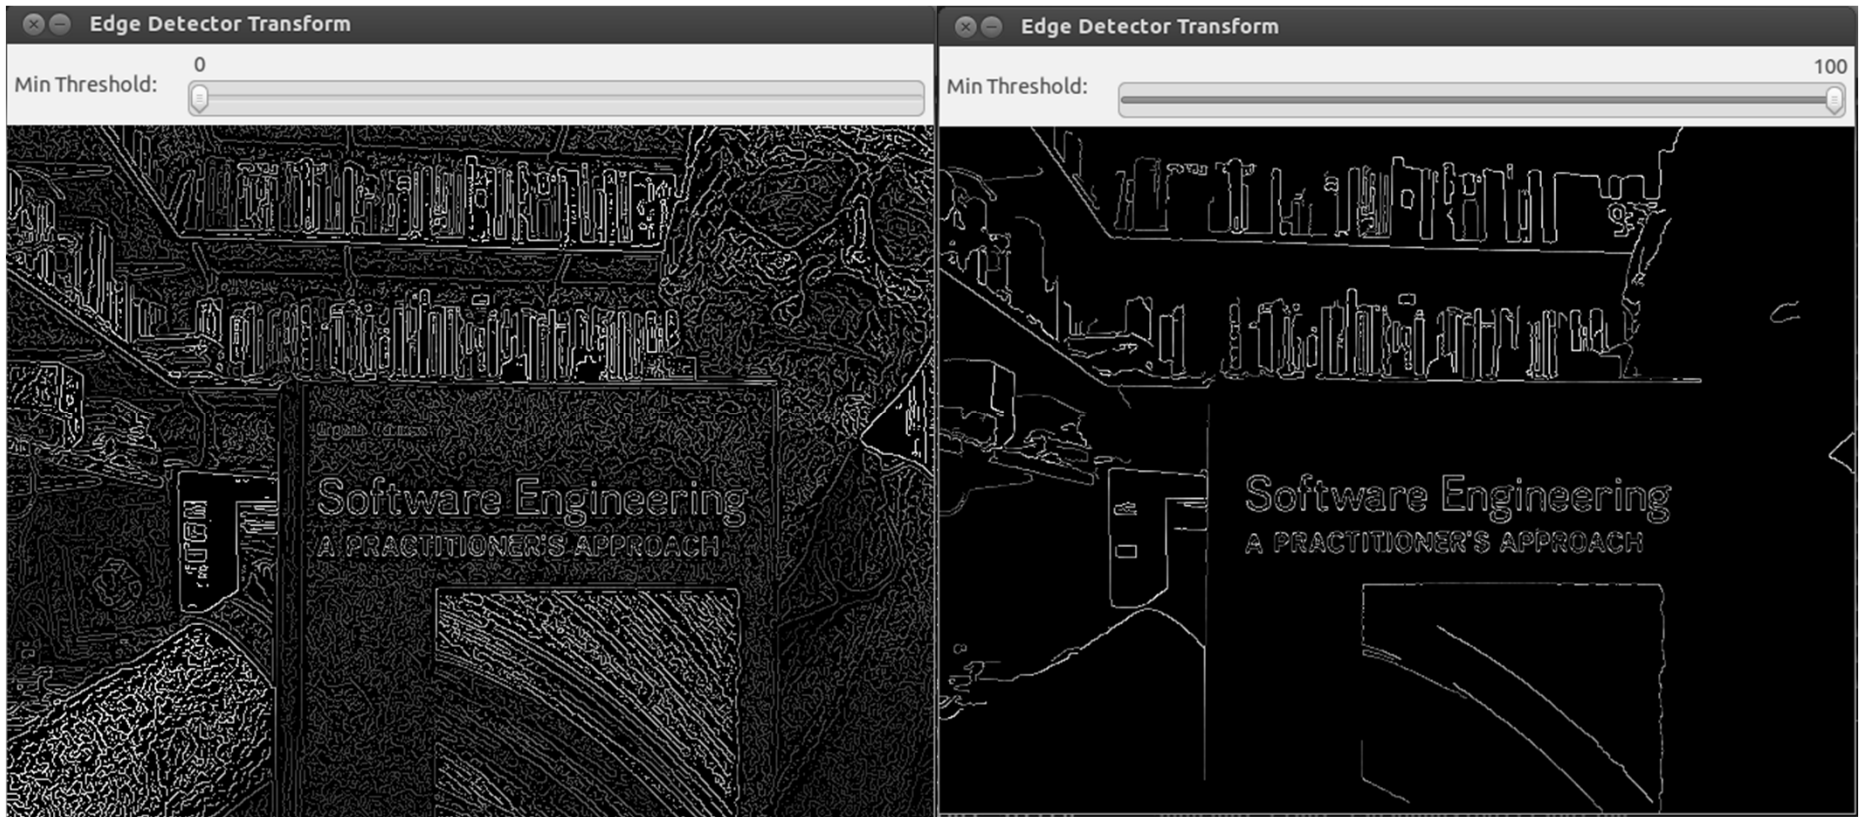 Edge Detector Transform
Min Threshold:
0
Software Engineering
A PRACTITIONER'S APPROACH
Edge Detector Transform
Min Threshold:
100
Software Engineering
A PRACTITIONER'S APPROACH